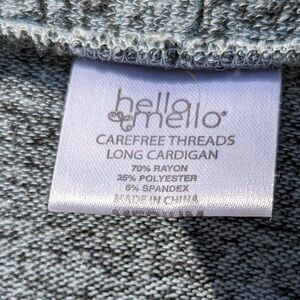 hello
mello®
CAREFREE THREADS
LONG CARDIGAN
70% RAYON
25% POLYESTER
5% SPANDEX
MADE IN CHINA